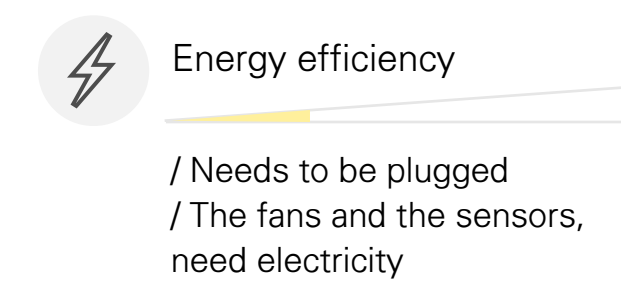 Energy efficiency
/ Needs to be plugged
/ The fans and the sensors,
need electricity